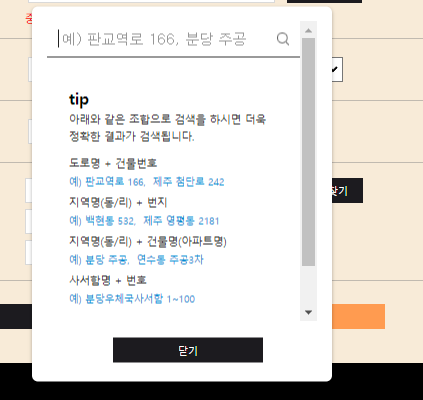 예) 판교역로 166, 분당 주공
tip
아래와 같은 조합으로 검색을 하시면 더욱
정확한 결과가 검색됩니다.
도로명 + 건물번호
예) 판교역로 166, 제주 첨단로 242
지역명(동/리) + 번지
예) 백현동 532, 제주 영평동 2181
찾기
지역명(동/리) + 건물명(아파트명)
예) 분당 주공, 연수동 주공3차
사서함명 + 번호
예) 분당우체국사서함 1~100
닫기